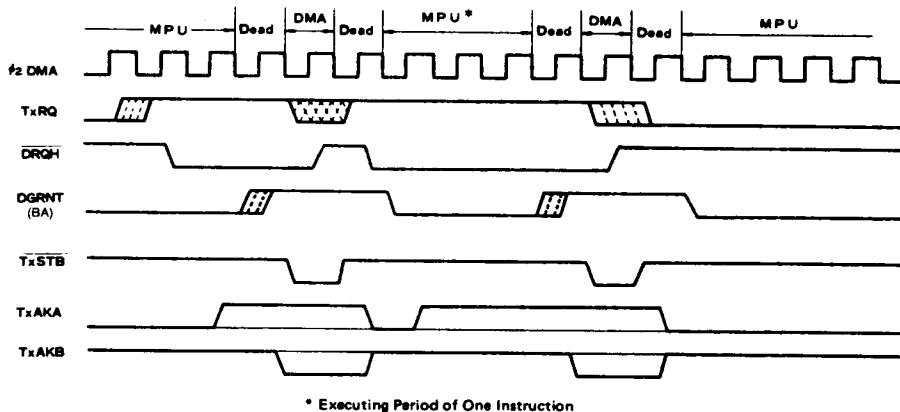 MPU Dead DMA Dead MPU* Dead DMA Dead MPU
ϕ2 DMA
TxRQ
DRQH
DGRNT
(BA)
TxSTB
TxAKA
TxAKB
* Executing Period of One Instruction